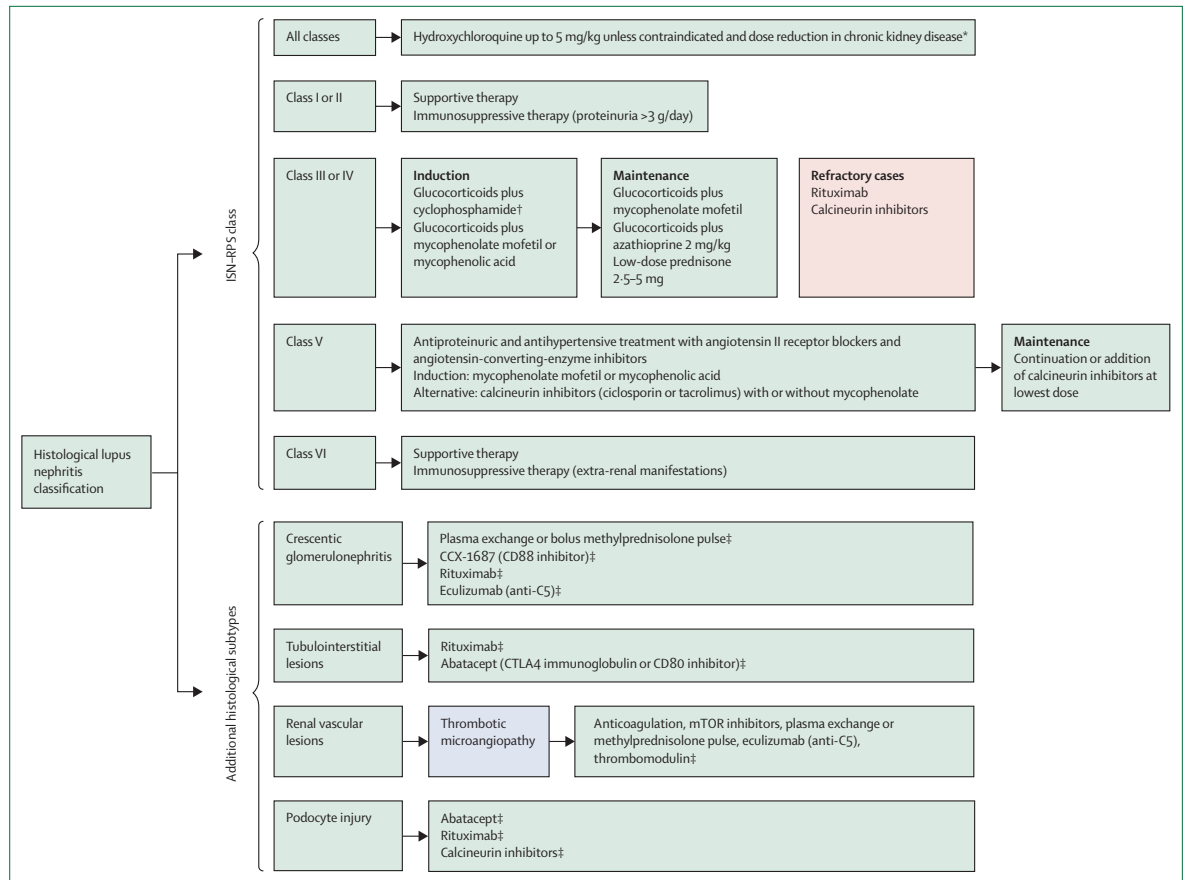 All classes
Hydroxychloroquine up to 5 mg/kg unless contraindicated and dose reduction in chronic kidney disease*
Class I or II
Supportive therapy
Immunosuppressive therapy (proteinuria >3 g/day)
Class III or IV
Induction
Glucocorticoids plus
cyclophosphamide†
Glucocorticoids plus
mycophenolate mofetil or
mycophenolic acid
Maintenance
Glucocorticoids plus
mycophenolate mofetil
Glucocorticoids plus
azathioprine 2 mg/kg
Low-dose prednisone
2·5–5 mg
Refractory cases
Rituximab
Calcineurin inhibitors
ISN–RPS class
Class V
Antiproteinuric and antihypertensive treatment with angiotensin II receptor blockers and
angiotensin-converting-enzyme inhibitors
Induction: mycophenolate mofetil or mycophenolic acid
Alternative: calcineurin inhibitors (ciclosporin or tacrolimus) with or without mycophenolate
Maintenance
Continuation or addition
of calcineurin inhibitors at
lowest dose
Class VI
Supportive therapy
Immunosuppressive therapy (extra-renal manifestations)
Histological lupus
nephritis
classification
Crescentic
glomerulonephritis
Plasma exchange or bolus methylprednisolone pulse‡
CCX-1687 (CD88 inhibitor)‡
Rituximab‡
Eculizumab (anti-C5)‡
Additional histological subtypes
Tubulointerstitial
lesions
Rituximab‡
Abatacept (CTLA4 immunoglobulin or CD80 inhibitor)‡
Renal vascular
lesions
Thrombotic
microangiopathy
Anticoagulation, mTOR inhibitors, plasma exchange or
methylprednisolone pulse, eculizumab (anti-C5),
thrombomodulin‡
Podocyte injury
Abatacept‡
Rituximab‡
Calcineurin inhibitors‡